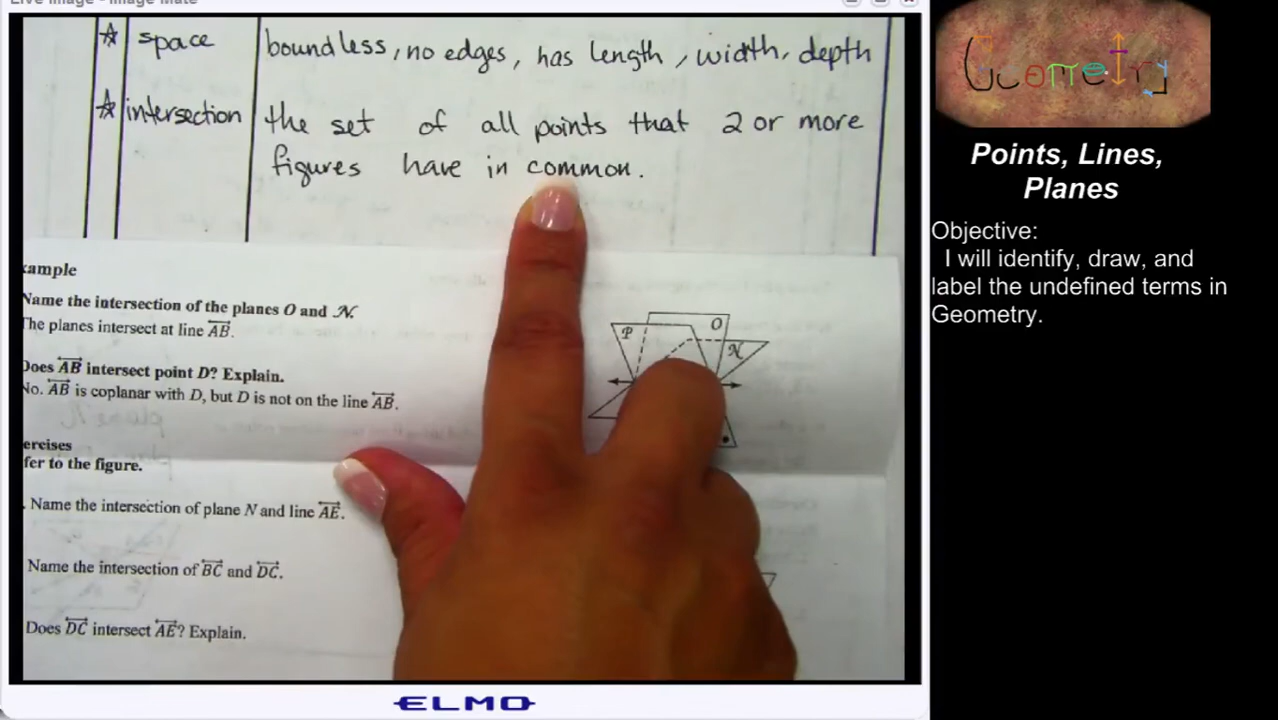 Live Image - Image Mate
☆ space boundless, no edges, has length, width, depth
☆ intersection the set of all points that 2 or more
figures have in common.
Geometry
Points, Lines,
Planes
Objective:
I will identify, draw, and
label the undefined terms in
Geometry.
xample
Name the intersection of the planes O and N.
The planes intersect at line AB.
Does AB intersect point D? Explain.
No. AB is coplanar with D, but D is not on the line AB.
P O
N
ercises
fer to the figure.
. Name the intersection of plane N and line AE.
Name the intersection of BC and DC.
Does DC intersect AE? Explain.
ELMO